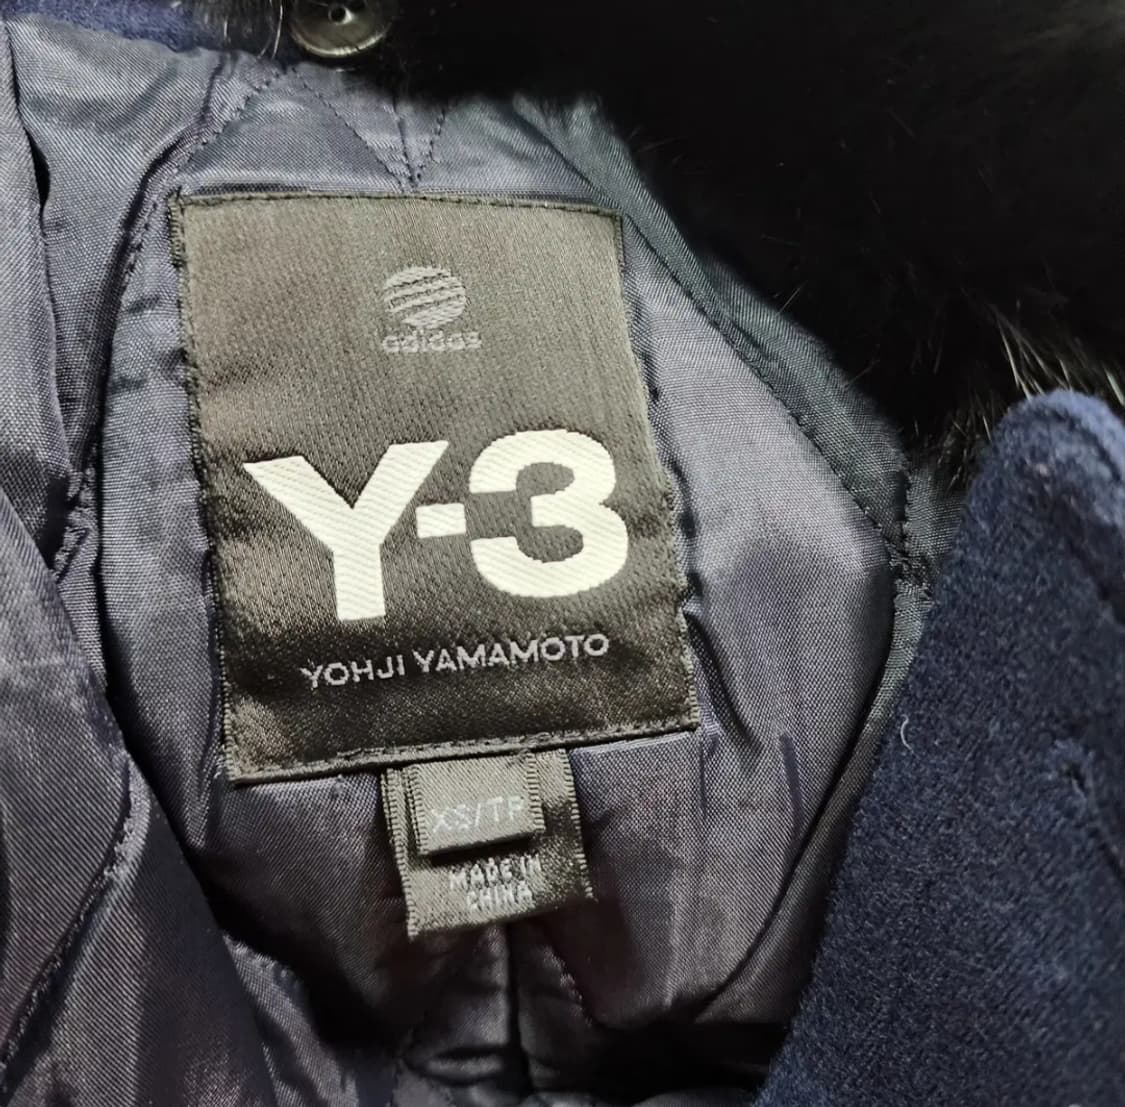 adidas
Y-3
YOHJI YAMAMOTO
XS/TP
MADE IN
CHINA